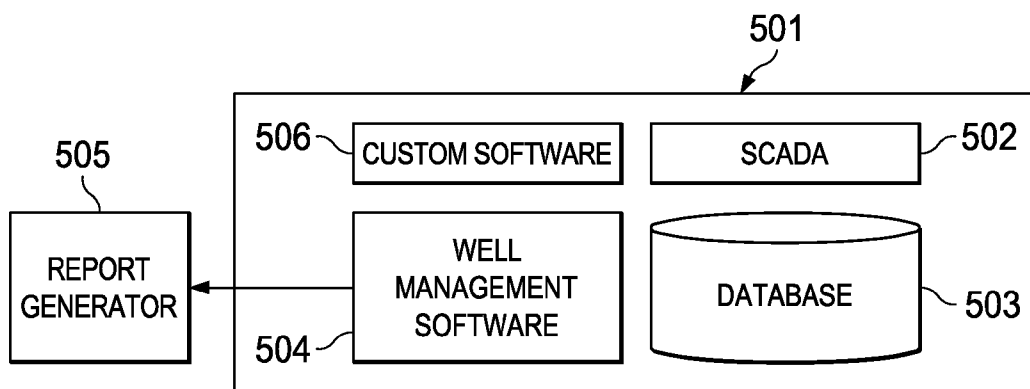 501
506
CUSTOM SOFTWARE
SCADA
502
505
REPORT
GENERATOR
WELL
MANAGEMENT
SOFTWARE
504
DATABASE
503